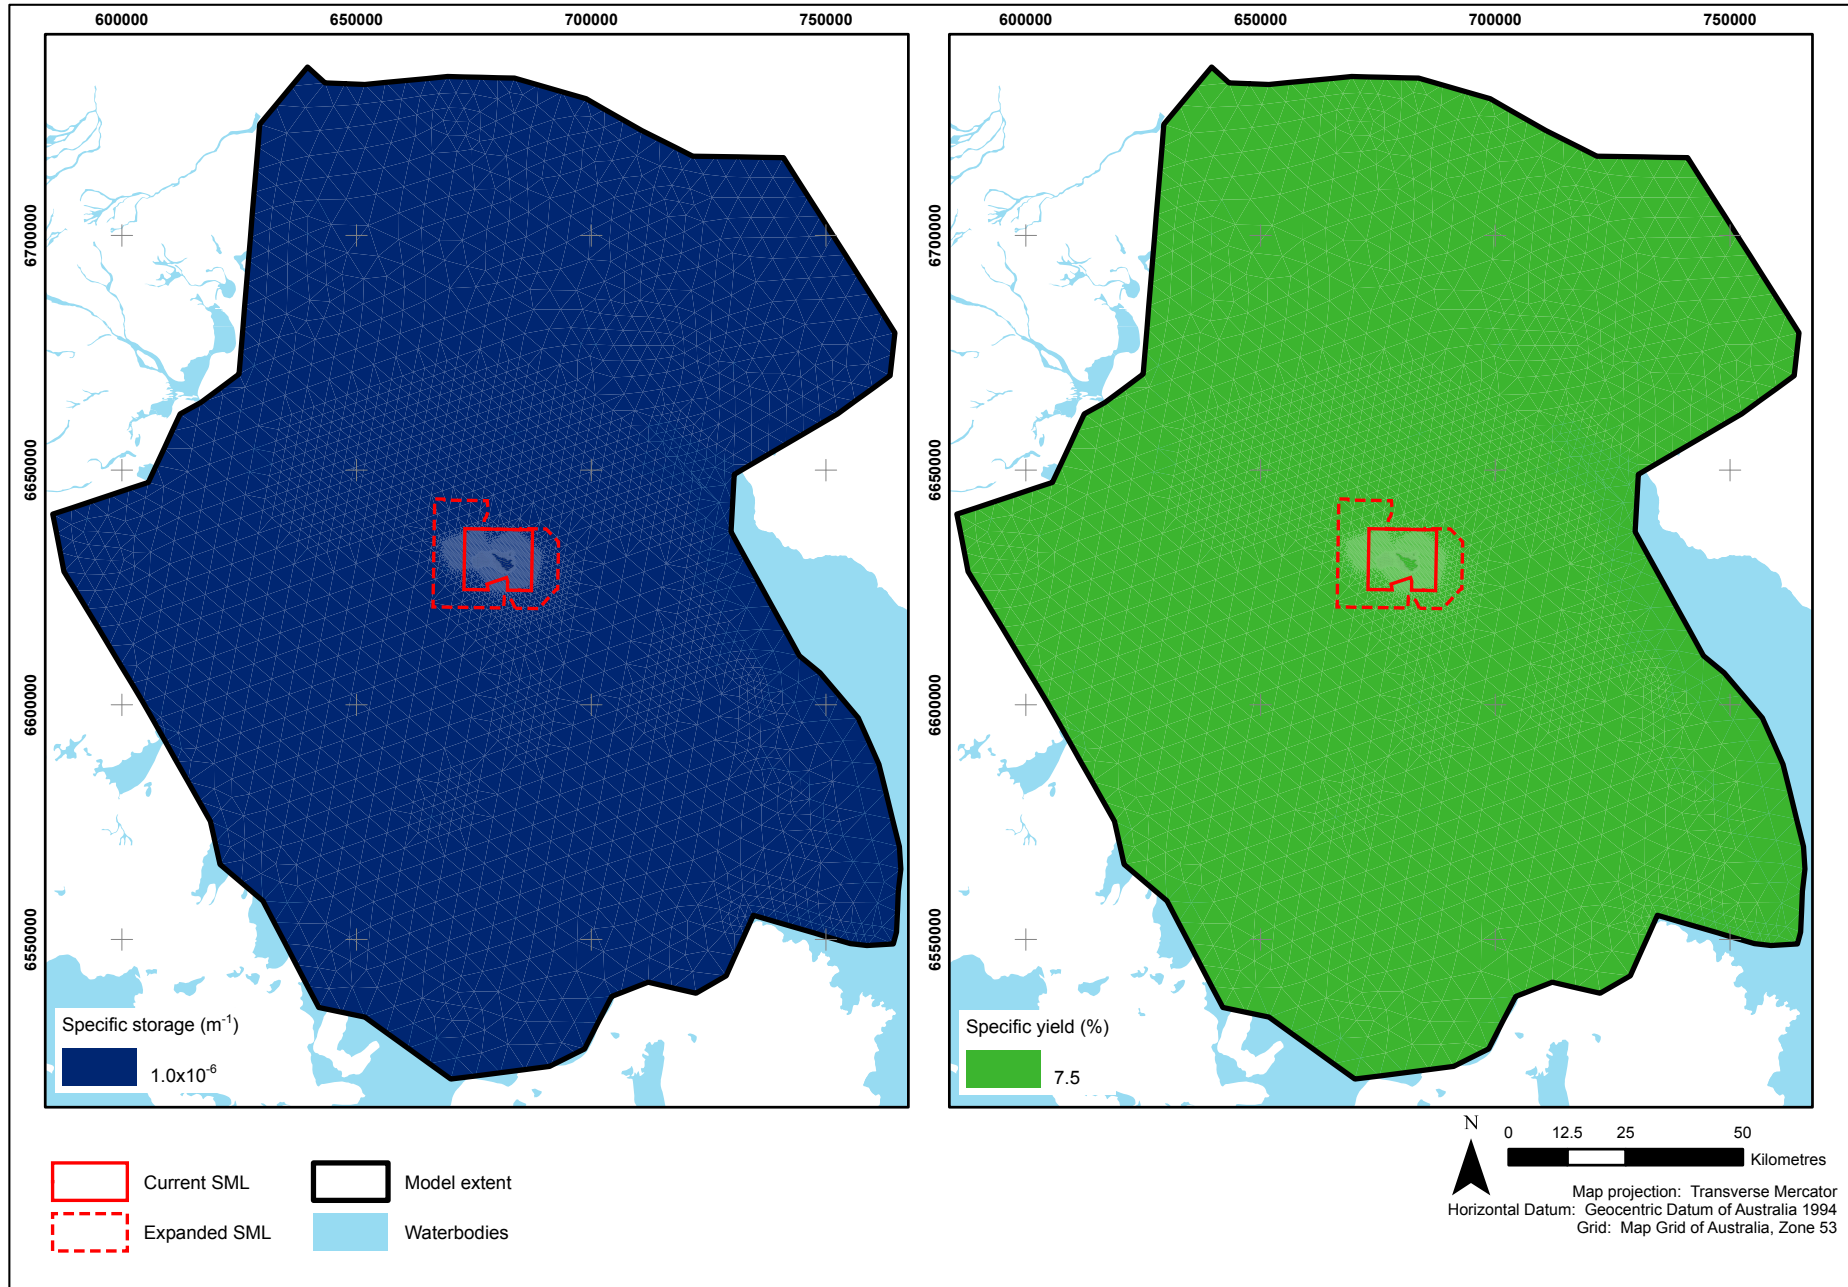 600000 650000 700000 750000
600000 650000 700000 750000
6700000
6650000
6600000
6550000
6700000
6650000
6600000
6550000
Specific storage (m⁻¹)
1.0x10⁻⁶
Specific yield (%)
7.5
Current SML
Expanded SML
Model extent
Waterbodies
N
0 12.5 25 50
Kilometres
Map projection: Transverse Mercator
Horizontal Datum: Geocentric Datum of Australia 1994
Grid: Map Grid of Australia, Zone 53